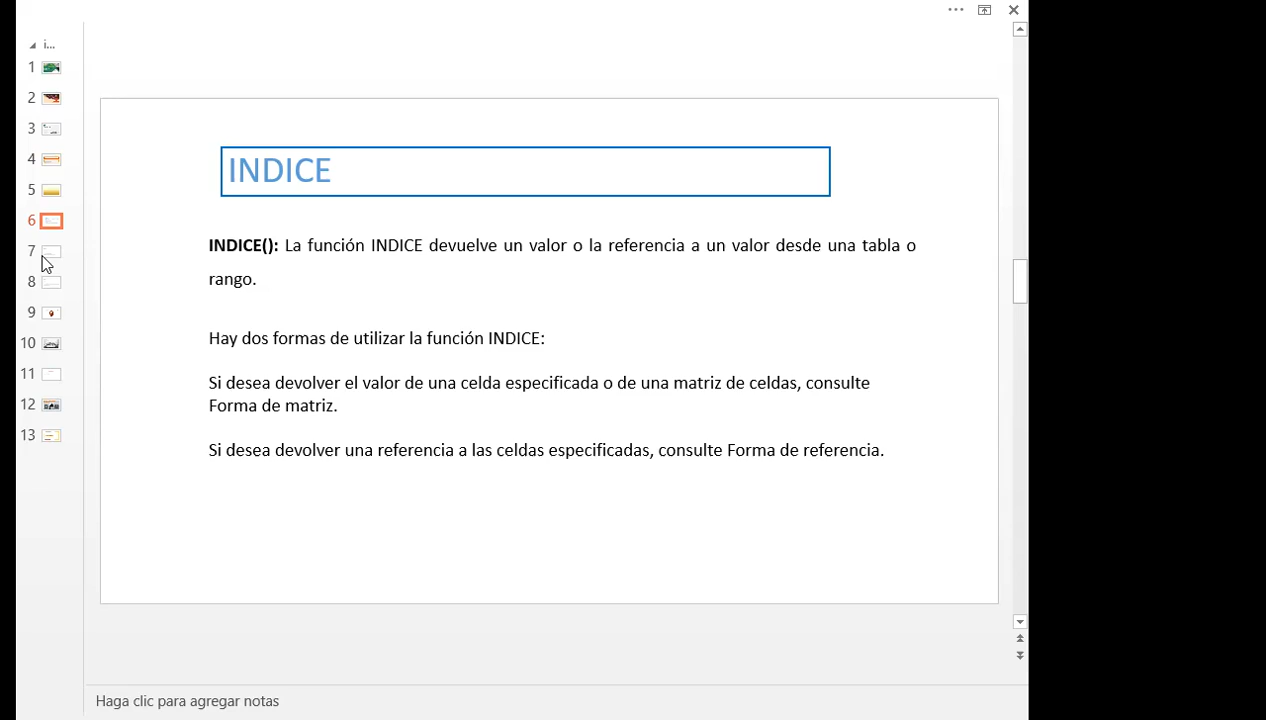 i...
1
2
3
4
5
6
7
8
9
10
11
12
13
INDICE
INDICE(): La función INDICE devuelve un valor o la referencia a un valor desde una tabla o
rango.
Hay dos formas de utilizar la función INDICE:
Si desea devolver el valor de una celda especificada o de una matriz de celdas, consulte
Forma de matriz.
Si desea devolver una referencia a las celdas especificadas, consulte Forma de referencia.
Haga clic para agregar notas